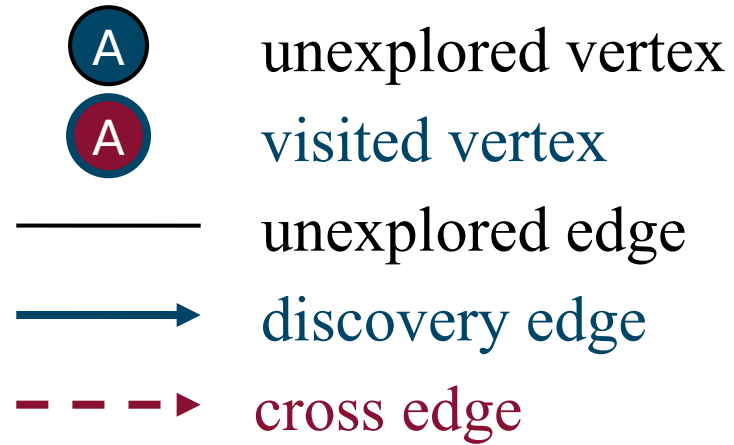 A unexplored vertex
A visited vertex
unexplored edge
discovery edge
cross edge